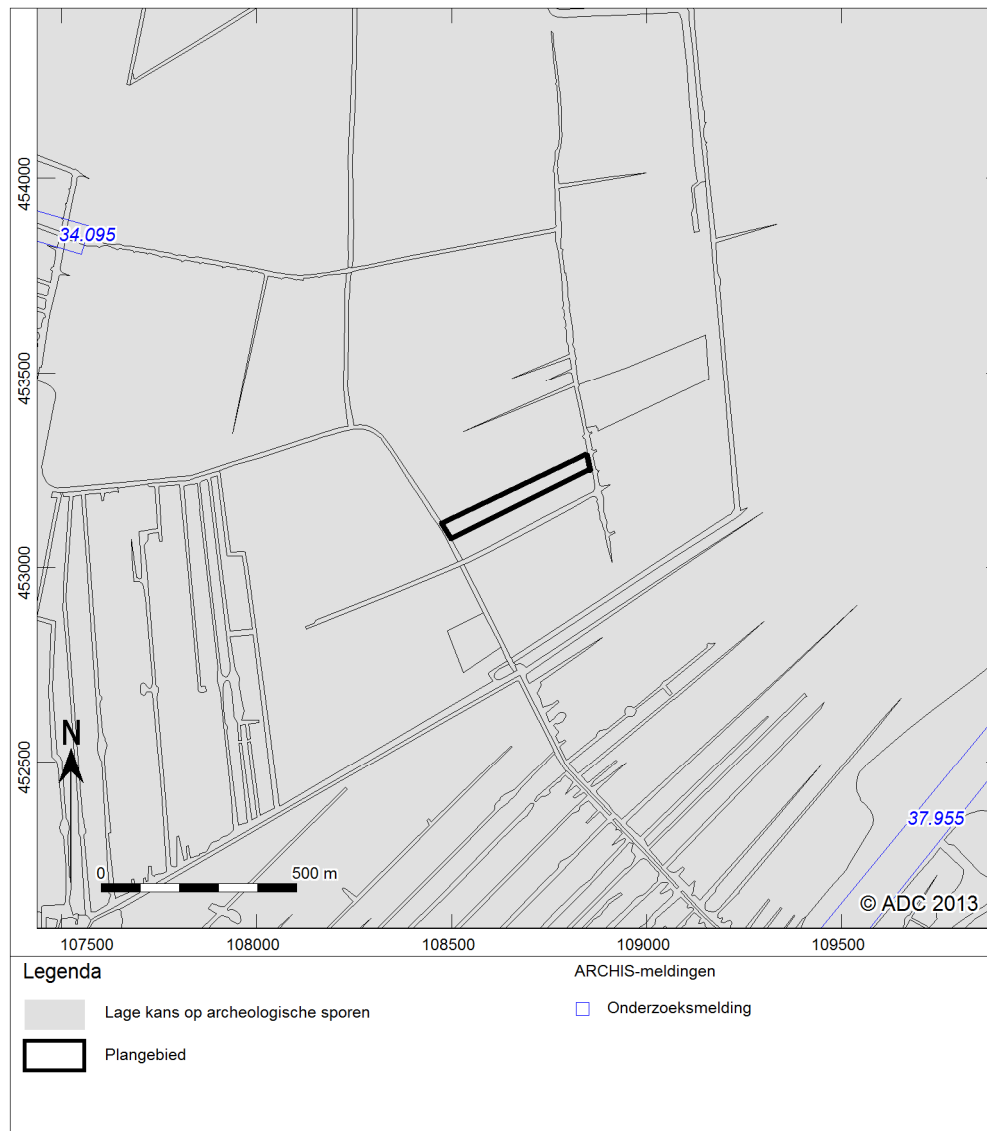 454000
34.095
453500
453000
452500
N
0 500 m
37.955
© ADC 2013
107500 108000 108500 109000 109500
Legenda
Lage kans op archeologische sporen
Plangebied
ARCHIS-meldingen
Onderzoeksmelding